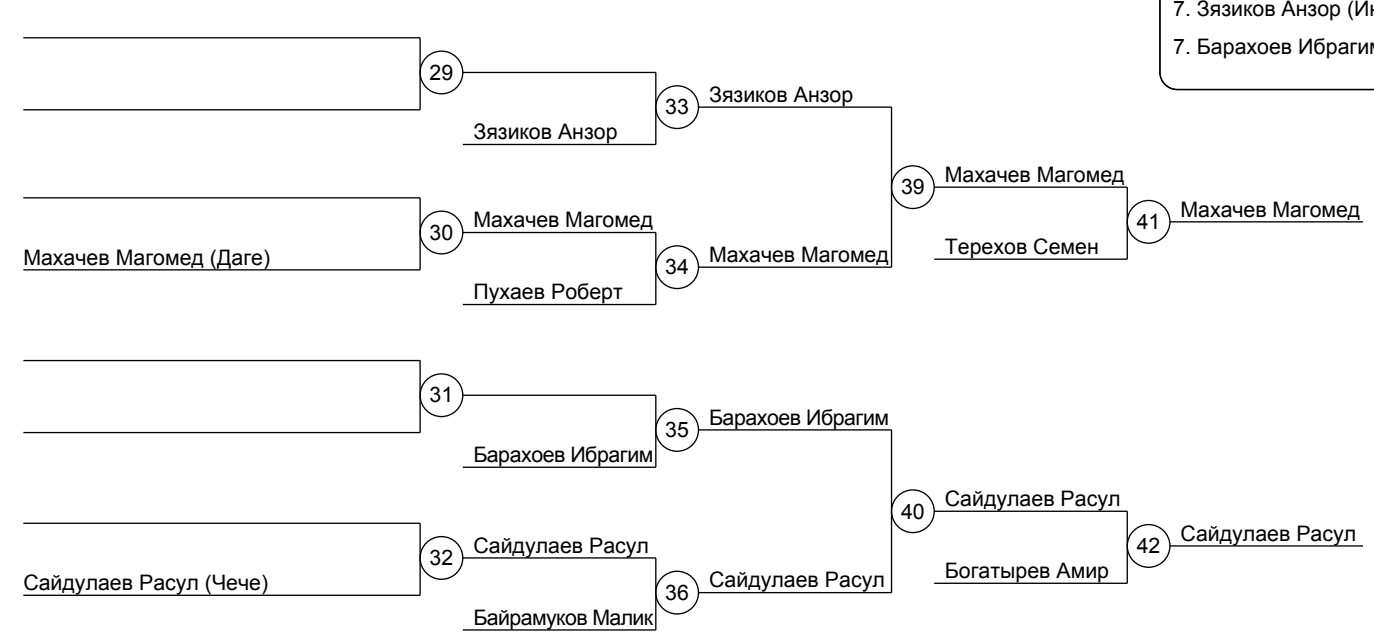 7. Зязиков Анзор (Ин
7. Барахоев Ибрагим
29
33
Зязиков Анзор
Зязиков Анзор
39
Махачев Магомед
41
Махачев Магомед
30
Махачев Магомед
Махачев Магомед (Даге)
34
Махачев Магомед
Терехов Семен
Пухаев Роберт
31
35
Барахоев Ибрагим
Барахоев Ибрагим
40
Сайдулаев Расул
42
Сайдулаев Расул
32
Сайдулаев Расул
Сайдулаев Расул (Чече)
36
Сайдулаев Расул
Богатырев Амир
Байрамуков Малик